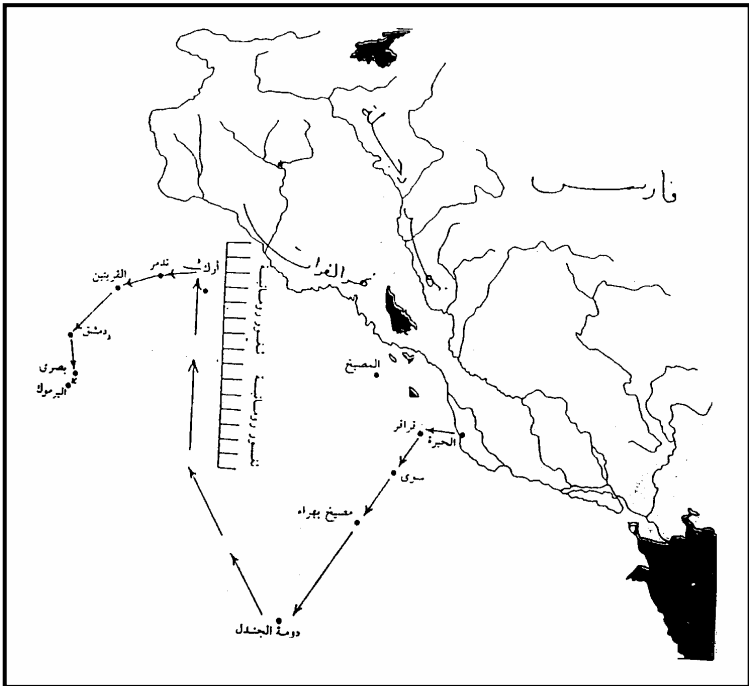 فارس
نهر الفرات
أرك
تدمر
القريتين
دمشق
بصرى
اليرموك
المصيخ
قراقر
الحيرة
سوى
مصيخ بهراء
دومة الجندل